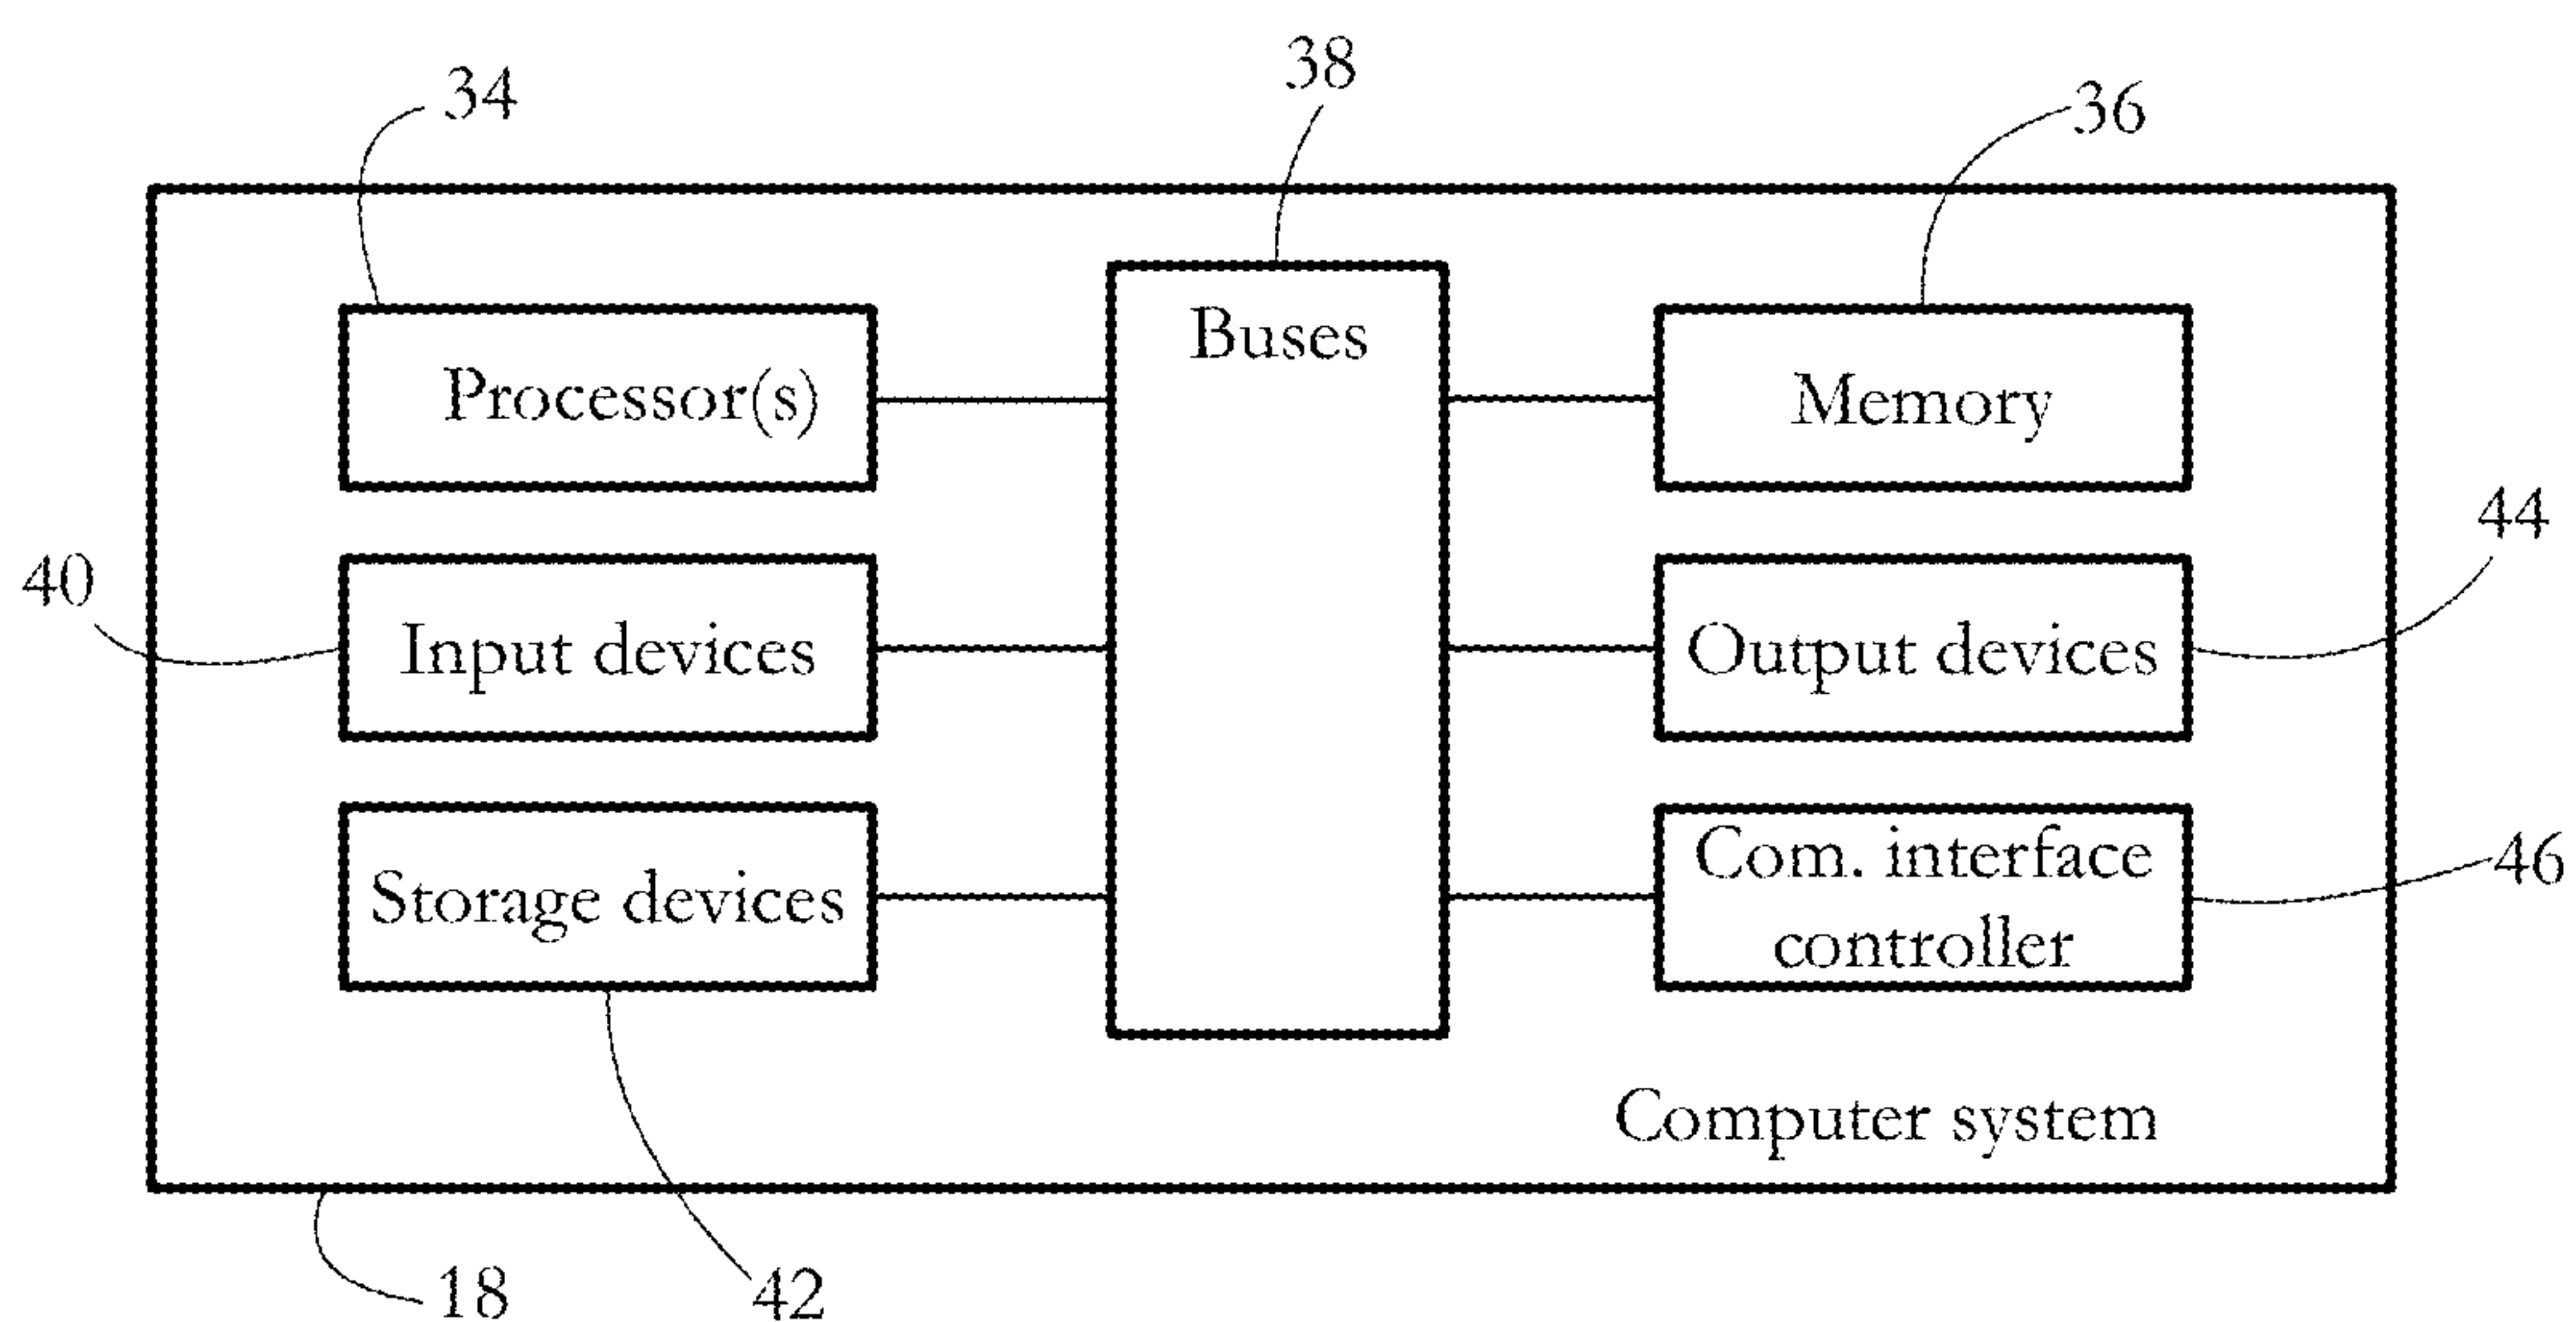 38
34
36
Buses
Processor(s)
Memory
44
40
Input devices
Output devices
Com. interface
controller
46
Storage devices
Computer system
18
42